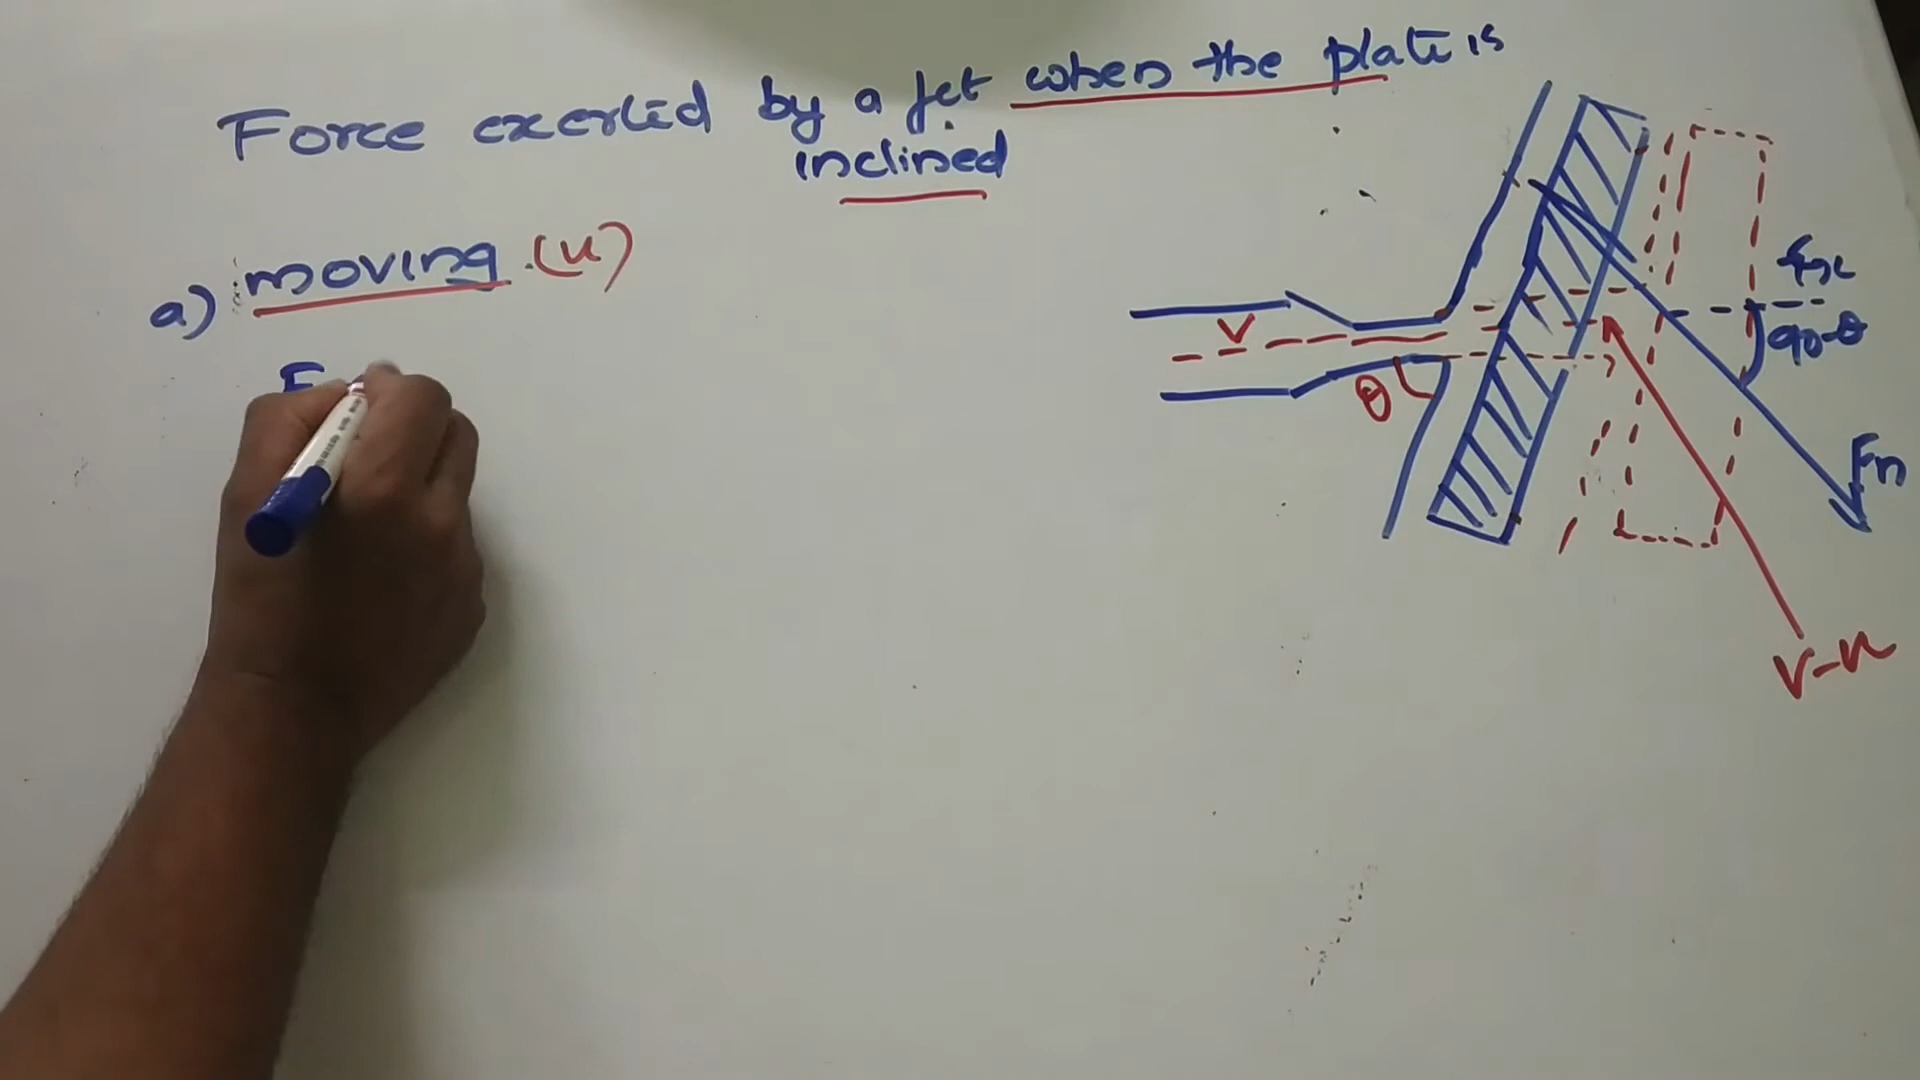 Force exerted by a jet when the plate is
inclined
a) moving (u)
F
V
θ
Fx
90-θ
Fn
V-u